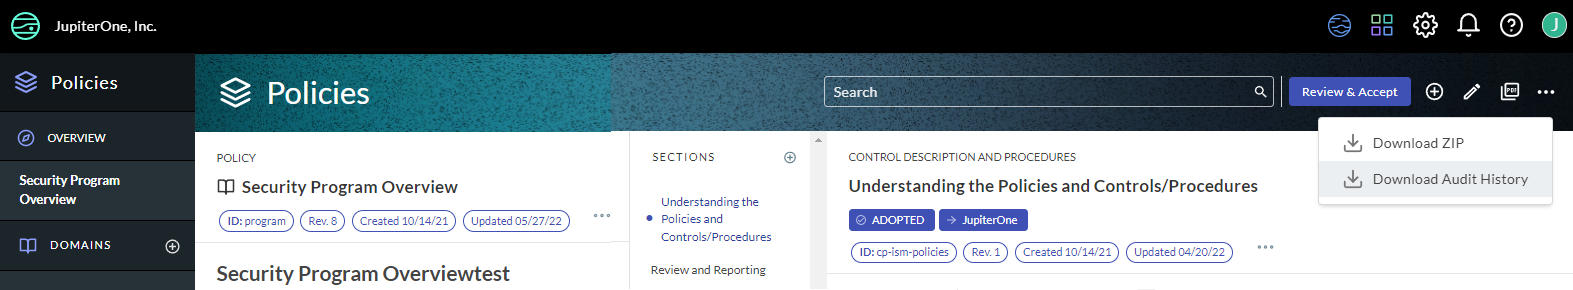 JupiterOne, Inc.
J
Policies
OVERVIEW
Security Program
Overview
DOMAINS
Policies
Search
Review & Accept
PDF
Download ZIP
Download Audit History
POLICY
Security Program Overview
ID: program
Rev. 8
Created 10/14/21
Updated 05/27/22
Security Program Overviewtest
SECTIONS
Understanding the
Policies and
Controls/Procedures
Review and Reporting
CONTROL DESCRIPTION AND PROCEDURES
Understanding the Policies and Controls/Procedures
ADOPTED
JupiterOne
ID: cp-ism-policies
Rev. 1
Created 10/14/21
Updated 04/20/22